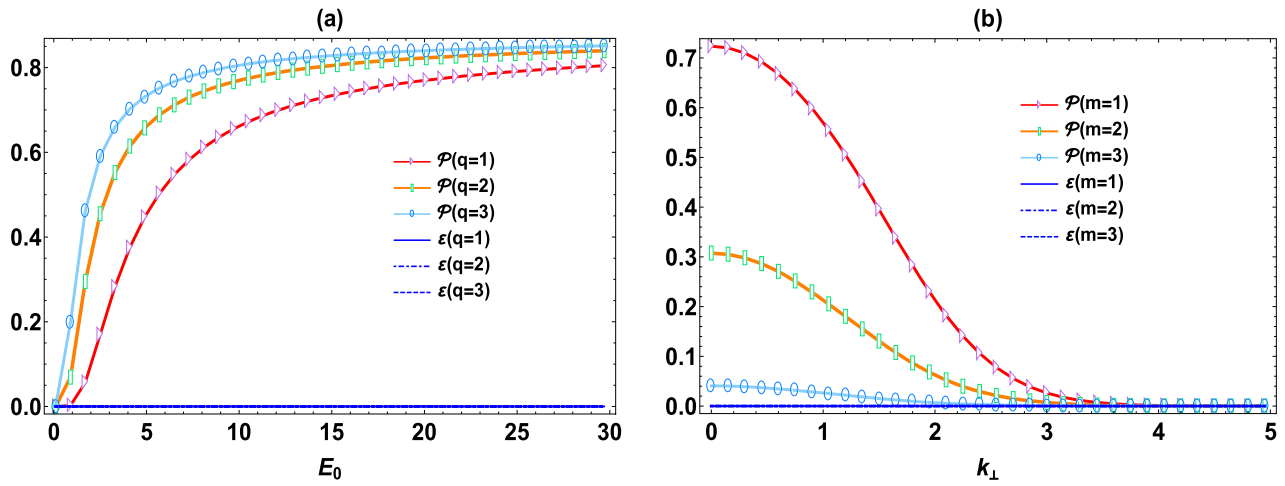 (a)
0.8
0.6
0.4
0.2
0.0
𝒫(q=1)
𝒫(q=2)
𝒫(q=3)
ε(q=1)
ε(q=2)
ε(q=3)
0 5 10 15 20 25 30
E₀
(b)
0.7
0.6
0.5
0.4
0.3
0.2
0.1
0.0
𝒫(m=1)
𝒫(m=2)
𝒫(m=3)
ε(m=1)
ε(m=2)
ε(m=3)
0 1 2 3 4 5
k⊥